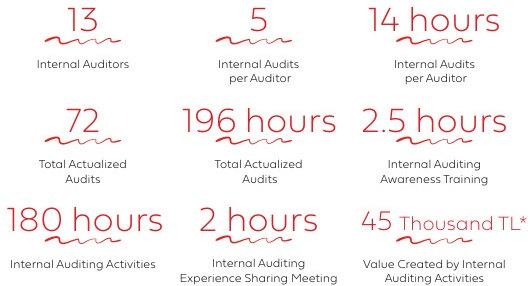 13
Internal Auditors
5
Internal Audits
per Auditor
14 hours
Internal Audits
per Auditor
72
Total Actualized
Audits
196 hours
Total Actualized
Audits
2.5 hours
Internal Auditing
Awareness Training
180 hours
Internal Auditing Activities
2 hours
Internal Auditing
Experience Sharing Meeting
45 Thousand TL*
Value Created by Internal
Auditing Activities